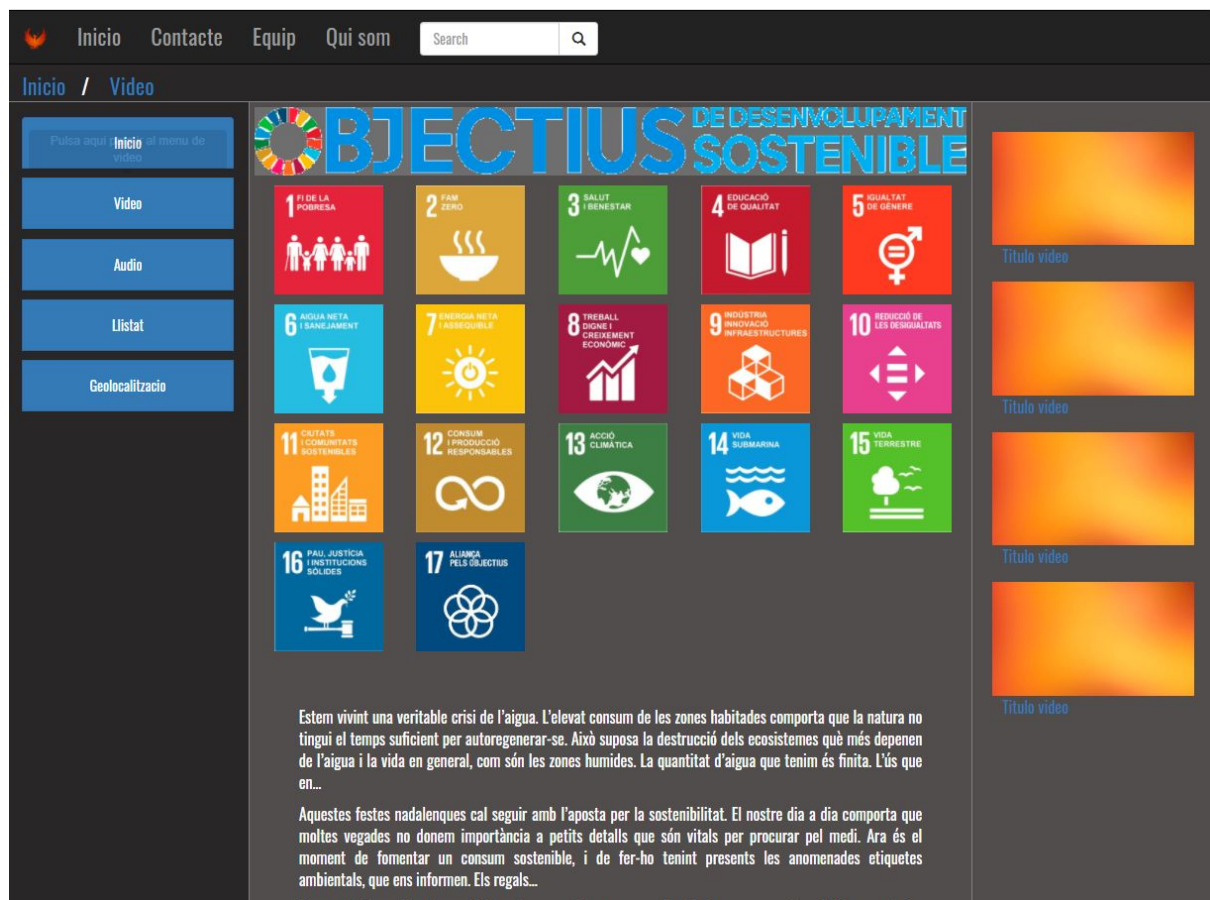 Inicio Contacte Equip Qui som Search
Inicio / Video
Pulsa aqui al menu de
video
Inicio
Video
Audio
Llistat
Geolocalitzacio
BJECTIUS DE DESENVOLUPAMENT
SOSTENIBLE
1 FI DE LA
POBRESA
2 FAM
ZERO
3 SALUT
I BENESTAR
4 EDUCACIÓ
DE QUALITAT
5 IGUALTAT
DE GÈNERE
6 AIGUA NETA
I SANEJAMENT
7 ENERGIA NETA
I ASSEQUIBLE
8 TREBALL
DIGNE I
CREIXEMENT
ECONÒMIC
9 INDÚSTRIA
INNOVACIÓ
INFRAESTRUCTURES
10 REDUCCIÓ DE
LES DESIGUALTATS
11 CIUTATS
I COMUNITATS
SOSTENIBLES
12 CONSUM
I PRODUCCIÓ
RESPONSABLES
13 ACCIÓ
CLIMÀTICA
14 VIDA
SUBMARINA
15 VIDA
TERRESTRE
16 PAU, JUSTÍCIA
I INSTITUCIONS
SÒLIDES
17 ALIANÇA
PELS OBJECTIUS
Estem vivint una veritable crisi de l'aigua. L'elevat consum de les zones habitades comporta que la natura no
tingui el temps suficient per autoregenerar-se. Això suposa la destrucció dels ecosistemes què més depenen
de l'aigua i la vida en general, com són les zones humides. La quantitat d'aigua que tenim és finita. L'ús que
en...
Aquestes festes nadalenques cal seguir amb l'aposta per la sostenibilitat. El nostre dia a dia comporta que
moltes vegades no donem importància a petits detalls que són vitals per procurar pel medi. Ara és el
moment de fomentar un consum sostenible, i de fer-ho tenint presents les anomenades etiquetes
ambientals, que ens informen. Els regals...
Titulo video
Titulo video
Titulo video
Titulo video